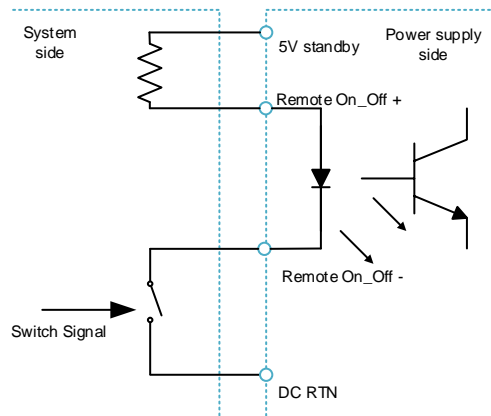 System
side
Power supply
side
5V standby
Remote On_Off +
Remote On_Off -
Switch Signal
DC RTN